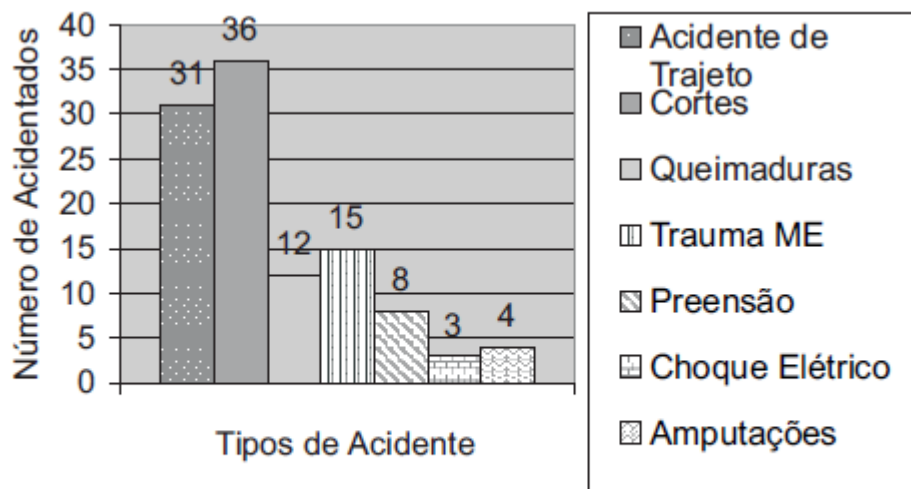 Número de Acidentados
40
35
30
25
20
15
10
5
0
31
36
12
15
8
3
4
Tipos de Acidente
Acidente de
Trajeto
Cortes
Queimaduras
Trauma ME
Preensão
Choque Elétrico
Amputações